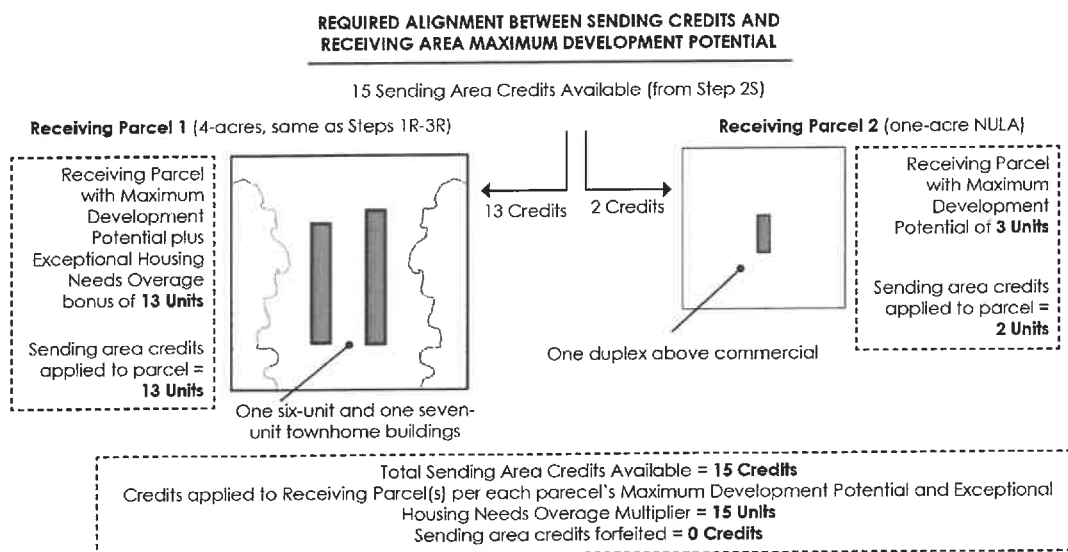 REQUIRED ALIGNMENT BETWEEN SENDING CREDITS AND
RECEIVING AREA MAXIMUM DEVELOPMENT POTENTIAL
15 Sending Area Credits Available (from Step 2S)
Receiving Parcel 1 (4-acres, same as Steps 1R-3R)
Receiving Parcel
with Maximum
Development
Potential plus
Exceptional Housing
Needs Overage
bonus of 13 Units
Sending area credits
applied to parcel =
13 Units
One six-unit and one seven-
unit townhome buildings
13 Credits
2 Credits
Receiving Parcel 2 (one-acre NULA)
One duplex above commercial
Receiving Parcel
with Maximum
Development
Potential of 3 Units
Sending area credits
applied to parcel =
2 Units
Total Sending Area Credits Available = 15 Credits
Credits applied to Receiving Parcel(s) per each parecel's Maximum Development Potential and Exceptional
Housing Needs Overage Multiplier = 15 Units
Sending area credits forfeited = 0 Credits